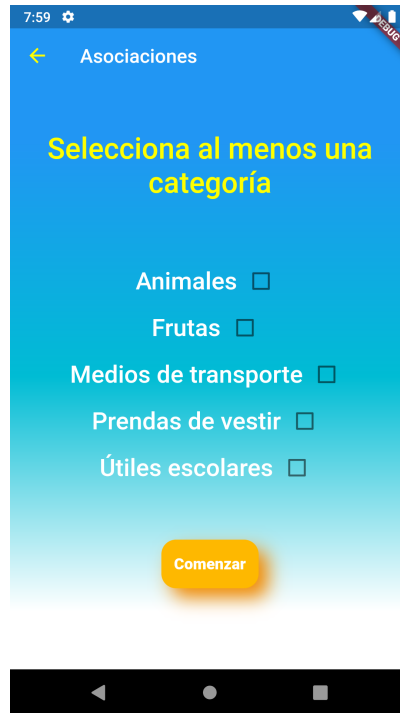 7:59
DEBUG
Asociaciones
Selecciona al menos una
categoría
Animales
Frutas
Medios de transporte
Prendas de vestir
Útiles escolares
Comenzar